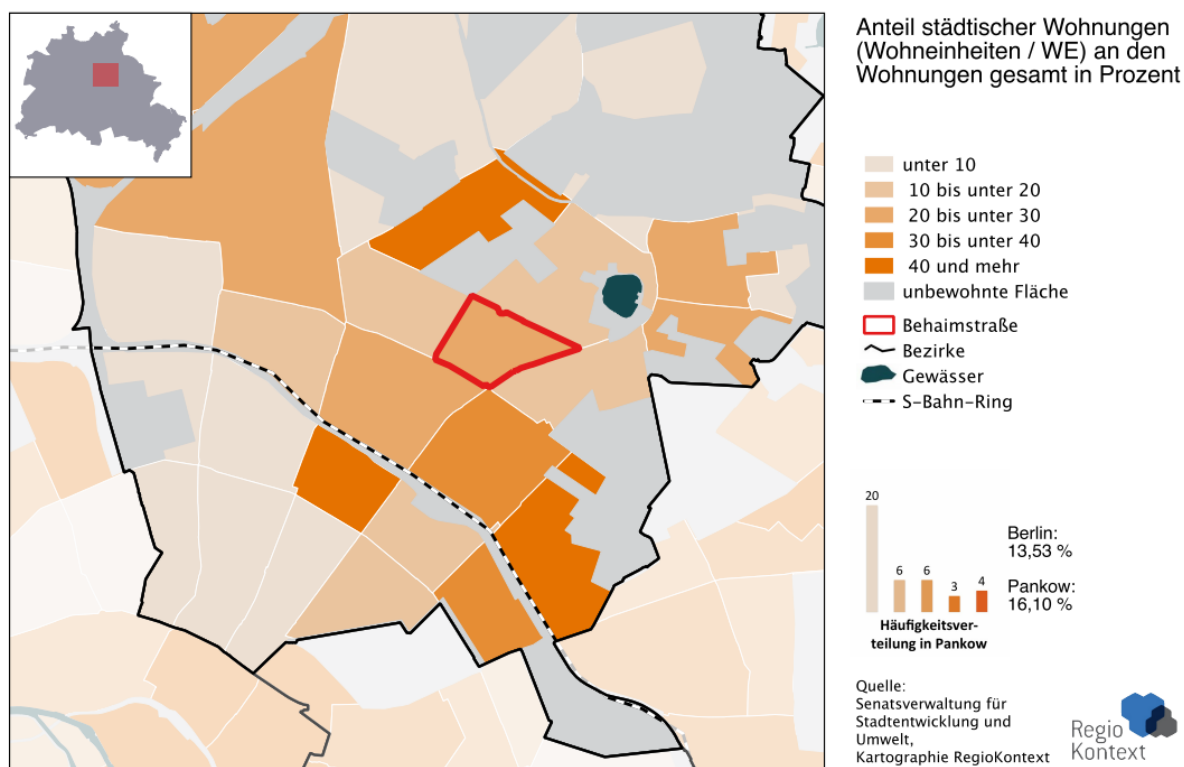 Anteil städtischer Wohnungen
(Wohneinheiten / WE) an den
Wohnungen gesamt in Prozent
unter 10
10 bis unter 20
20 bis unter 30
30 bis unter 40
40 und mehr
unbewohnte Fläche
Behaimstraße
Bezirke
Gewässer
S-Bahn-Ring
20
6
6
3
4
Häufigkeitsver-
teilung in Pankow
Berlin:
13,53 %
Pankow:
16,10 %
Quelle:
Senatsverwaltung für
Stadtentwicklung und
Umwelt,
Kartographie RegioKontext
Regio
Kontext